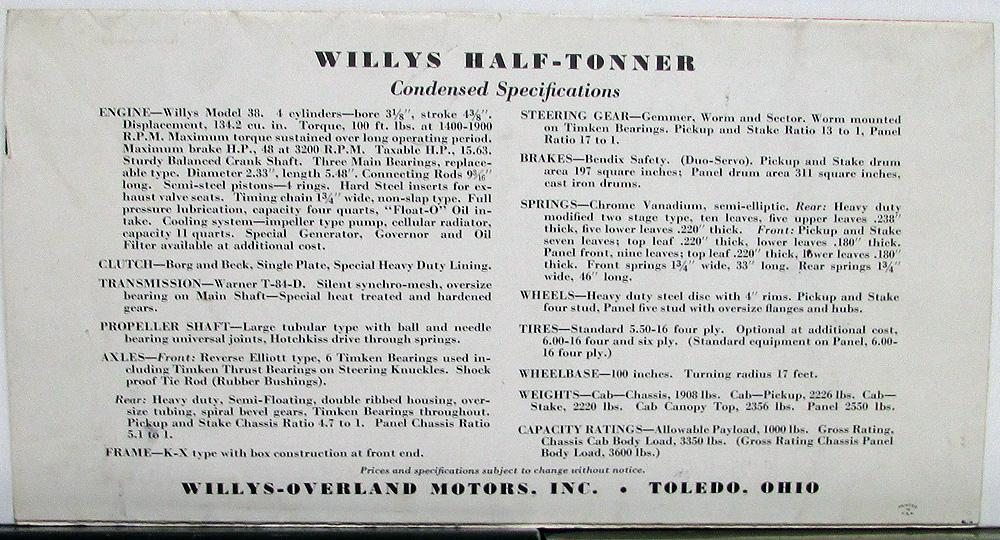 WILLYS HALF-TONNER
Condensed Specifications
ENGINE—Willys Model 38. 4 cylinders—bore 3⅛″, stroke 4⅜″.
Displacement, 134.2 cu. in. Torque, 100 ft. lbs. at 1400-1900
R.P.M. Maximum torque sustained over long operating period.
Maximum brake H.P., 48 at 3200 R.P.M. Taxable H.P., 15.63.
Sturdy Balanced Crank Shaft. Three Main Bearings, replace-
able type. Diameter 2.33″, length 5.48″. Connecting Rods 9³⁄₁₆″
long. Semi-steel pistons—4 rings. Hard Steel inserts for ex-
haust valve seats. Timing chain 1¾″ wide, non-slap type. Full
pressure lubrication, capacity four quarts, "Float-O" Oil in-
take. Cooling system—impeller type pump, cellular radiator,
capacity 11 quarts. Special Generator, Governor and Oil
Filter available at additional cost.
CLUTCH—Borg and Beck, Single Plate, Special Heavy Duty Lining.
TRANSMISSION—Warner T-84-D. Silent synchro-mesh, oversize
bearing on Main Shaft—Special heat treated and hardened
gears.
PROPELLER SHAFT—Large tubular type with ball and needle
bearing universal joints, Hotchkiss drive through springs.
AXLES—Front: Reverse Elliott type, 6 Timken Bearings used in-
cluding Timken Thrust Bearings on Steering Knuckles. Shock
proof Tie Rod (Rubber Bushings).
Rear: Heavy duty, Semi-Floating, double ribbed housing, over-
size tubing, spiral bevel gears, Timken Bearings throughout.
Pickup and Stake Chassis Ratio 4.7 to 1. Panel Chassis Ratio
5.1 to 1.
FRAME—K-X type with box construction at front end.
STEERING GEAR—Gemmer, Worm and Sector. Worm mounted
on Timken Bearings. Pickup and Stake Ratio 13 to 1, Panel
Ratio 17 to 1.
BRAKES—Bendix Safety. (Duo-Servo). Pickup and Stake drum
area 197 square inches; Panel drum area 311 square inches,
cast iron drums.
SPRINGS—Chrome Vanadium, semi-elliptic. Rear: Heavy duty
modified two stage type, ten leaves, five upper leaves .238″
thick, five lower leaves .220″ thick. Front: Pickup and Stake
seven leaves; top leaf .220″ thick, lower leaves .180″ thick.
Panel front, nine leaves; top leaf .220″ thick, lower leaves .180″
thick. Front springs 1¾″ wide, 33″ long. Rear springs 1¾″
wide, 46″ long.
WHEELS—Heavy duty steel disc with 4″ rims. Pickup and Stake
four stud, Panel five stud with oversize flanges and hubs.
TIRES—Standard 5.50-16 four ply. Optional at additional cost,
6.00-16 four and six ply. (Standard equipment on Panel, 6.00-
16 four ply.)
WHEELBASE—100 inches. Turning radius 17 feet.
WEIGHTS—Cab—Chassis, 1908 lbs. Cab—Pickup, 2226 lbs. Cab—
Stake, 2220 lbs. Cab Canopy Top, 2356 lbs. Panel 2550 lbs.
CAPACITY RATINGS—Allowable Payload, 1000 lbs. Gross Rating,
Chassis Cab Body Load, 3350 lbs. (Gross Rating Chassis Panel
Body Load, 3600 lbs.)
Prices and specifications subject to change without notice.
WILLYS-OVERLAND MOTORS, INC. • TOLEDO, OHIO